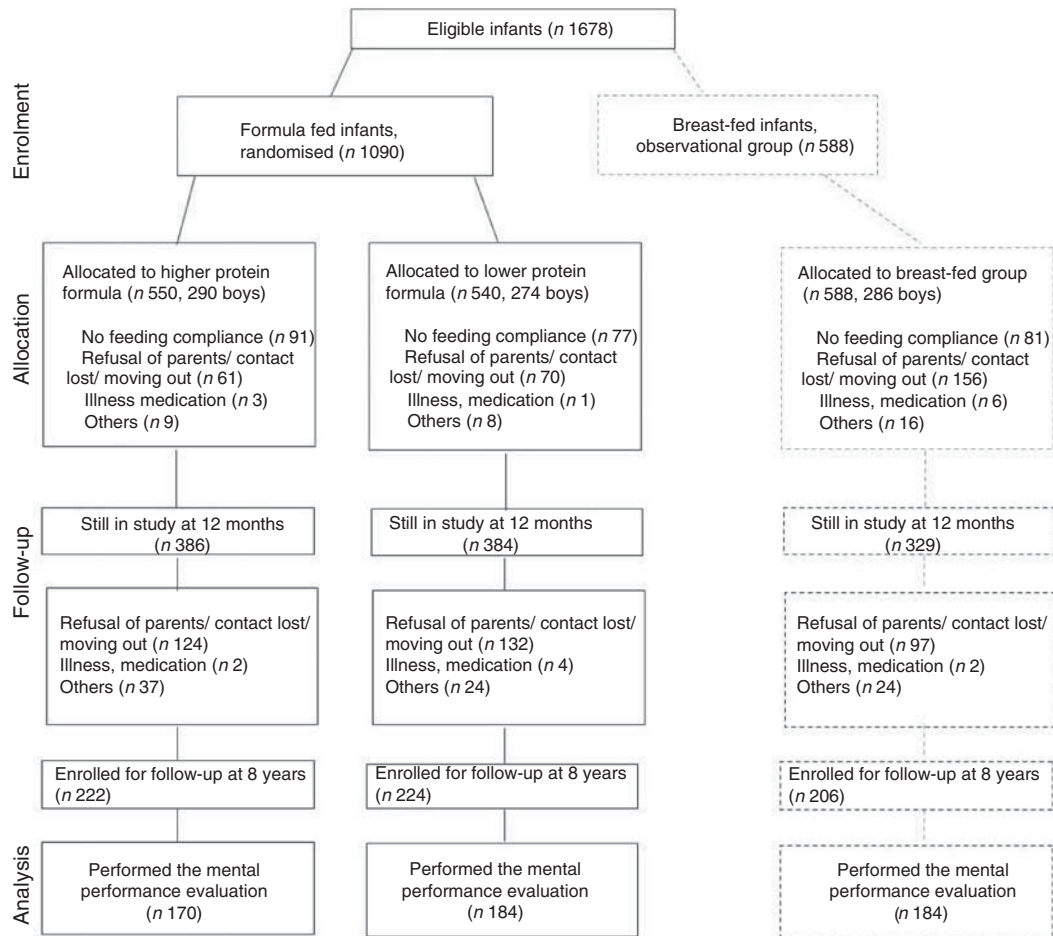 Eligible infants (n 1678)
Enrolment
Formula fed infants,
randomised (n 1090)
Breast-fed infants,
observational group (n 588)
Allocation
Allocated to higher protein
formula (n 550, 290 boys)
No feeding compliance (n 91)
Refusal of parents/ contact
lost/ moving out (n 61)
Illness medication (n 3)
Others (n 9)
Allocated to lower protein
formula (n 540, 274 boys)
No feeding compliance (n 77)
Refusal of parents/ contact
lost/ moving out (n 70)
Illness, medication (n 1)
Others (n 8)
Allocated to breast-fed group
(n 588, 286 boys)
No feeding compliance (n 81)
Refusal of parents/ contact
lost/ moving out (n 156)
Illness, medication (n 6)
Others (n 16)
Follow-up
Still in study at 12 months
(n 386)
Still in study at 12 months
(n 384)
Still in study at 12 months
(n 329)
Refusal of parents/ contact lost/
moving out (n 124)
Illness, medication (n 2)
Others (n 37)
Refusal of parents/ contact lost/
moving out (n 132)
Illness, medication (n 4)
Others (n 24)
Refusal of parents/ contact lost/
moving out (n 97)
Illness, medication (n 2)
Others (n 24)
Enrolled for follow-up at 8 years
(n 222)
Enrolled for follow-up at 8 years
(n 224)
Enrolled for follow-up at 8 years
(n 206)
Analysis
Performed the mental
performance evaluation
(n 170)
Performed the mental
performance evaluation
(n 184)
Performed the mental
performance evaluation
(n 184)